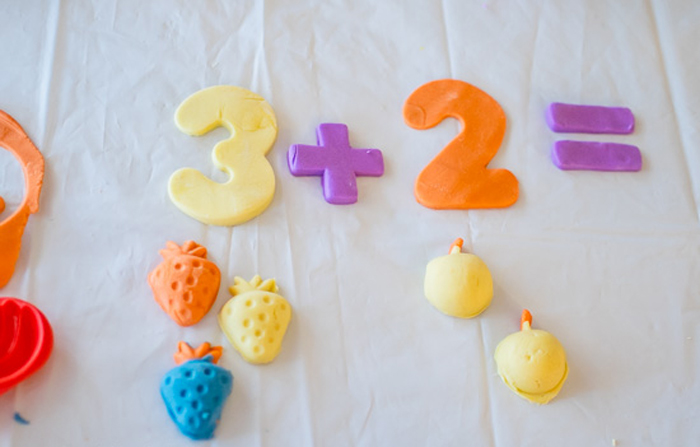 3 + 2 =